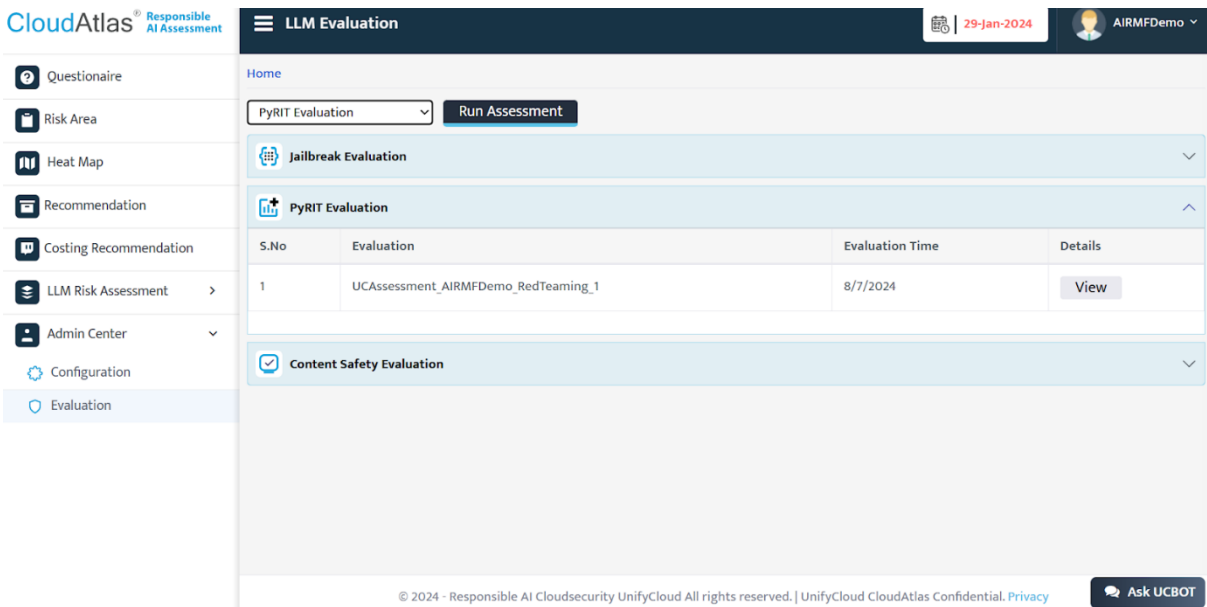 CloudAtlas® Responsible AI Assessment
LLM Evaluation
29-Jan-2024
AIRMFDemo
Questionaire
Risk Area
Heat Map
Recommendation
Costing Recommendation
LLM Risk Assessment
Admin Center
Configuration
Evaluation
Home
PyRIT Evaluation
Run Assessment
Jailbreak Evaluation
PyRIT Evaluation
S.No Evaluation Evaluation Time Details
1 UCAssessment_AIRMFDemo_RedTeaming_1 8/7/2024 View
Content Safety Evaluation
© 2024 - Responsible AI Cloudsecurity UnifyCloud All rights reserved. | UnifyCloud CloudAtlas Confidential. Privacy
Ask UCBOT